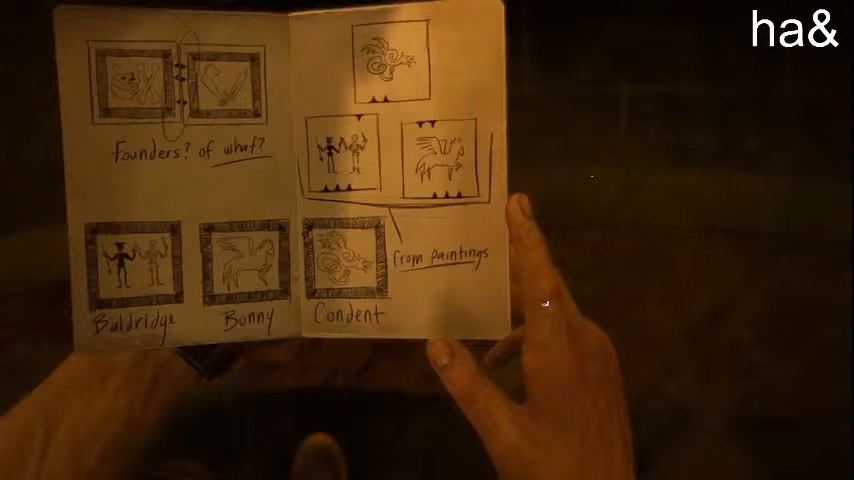 ha&
Founders? of what?
from paintings
Baldridge
Bonny
Condent